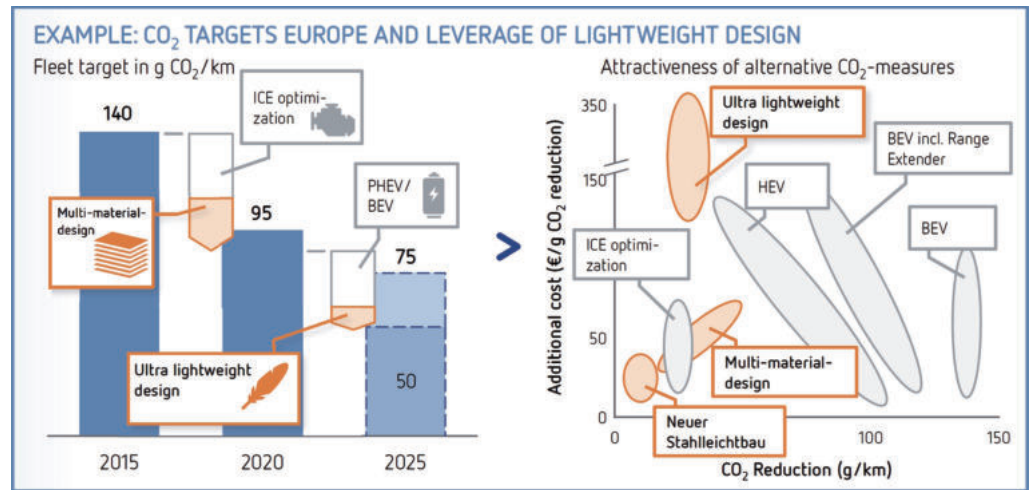 EXAMPLE: CO₂ TARGETS EUROPE AND LEVERAGE OF LIGHTWEIGHT DESIGN
Fleet target in g CO₂/km
140
ICE optimi-
zation
Multi-material-
design
95
PHEV/
BEV
75
Ultra lightweight
design
50
2015
2020
2025
>
Attractiveness of alternative CO₂-measures
Additional cost (€/g CO₂ reduction)
350
150
50
0
Ultra lightweight
design
BEV incl. Range
Extender
HEV
BEV
ICE optimi-
zation
Multi-material-
design
Neuer
Stahlleichtbau
0
100
150
CO₂ Reduction (g/km)